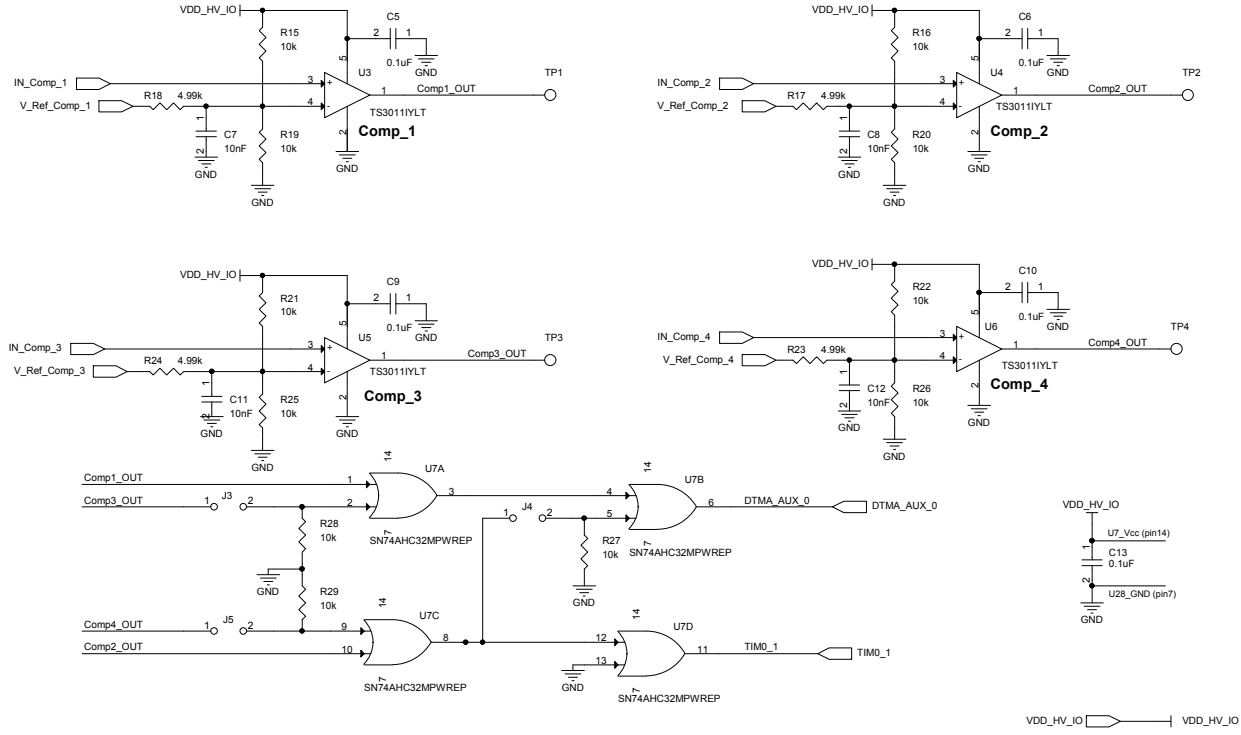 VDD_HV_IO
R15
10k
C5
2
1
0.1uF
GND
5
U3
TP1
IN_Comp_1
3
+
1
Comp1_OUT
V_Ref_Comp_1
R18
4.99k
4
-
TS3011IYLT
2
Comp_1
1
C7
10nF
2
GND
R19
10k
GND
GND
VDD_HV_IO
R16
10k
C6
2
1
0.1uF
GND
5
U4
TP2
IN_Comp_2
3
+
1
Comp2_OUT
V_Ref_Comp_2
R17
4.99k
4
-
TS3011IYLT
2
Comp_2
1
C8
10nF
2
GND
R20
10k
GND
GND
VDD_HV_IO
R21
10k
C9
2
1
0.1uF
GND
5
U5
TP3
IN_Comp_3
3
+
1
Comp3_OUT
V_Ref_Comp_3
R24
4.99k
4
-
TS3011IYLT
2
Comp_3
1
C11
10nF
2
GND
R25
10k
GND
GND
VDD_HV_IO
R22
10k
C10
2
1
0.1uF
GND
5
U6
TP4
IN_Comp_4
3
+
1
Comp4_OUT
V_Ref_Comp_4
R23
4.99k
4
-
TS3011IYLT
2
Comp_4
1
C12
10nF
2
GND
R26
10k
GND
GND
Comp1_OUT
1
14
U7A
3
Comp3_OUT
1
J3
2
2
7
SN74AHC32MPWREP
R28
10k
GND
R29
10k
4
14
U7B
6
DTMA_AUX_0
DTMA_AUX_0
1
J4
2
5
7
SN74AHC32MPWREP
R27
10k
GND
Comp4_OUT
1
J5
2
9
14
U7C
8
Comp2_OUT
10
7
SN74AHC32MPWREP
12
14
U7D
11
TIM0_1
TIM0_1
13
GND
7
SN74AHC32MPWREP
VDD_HV_IO
U7_Vcc (pin14)
1
C13
0.1uF
2
U28_GND (pin7)
GND
VDD_HV_IO
VDD_HV_IO